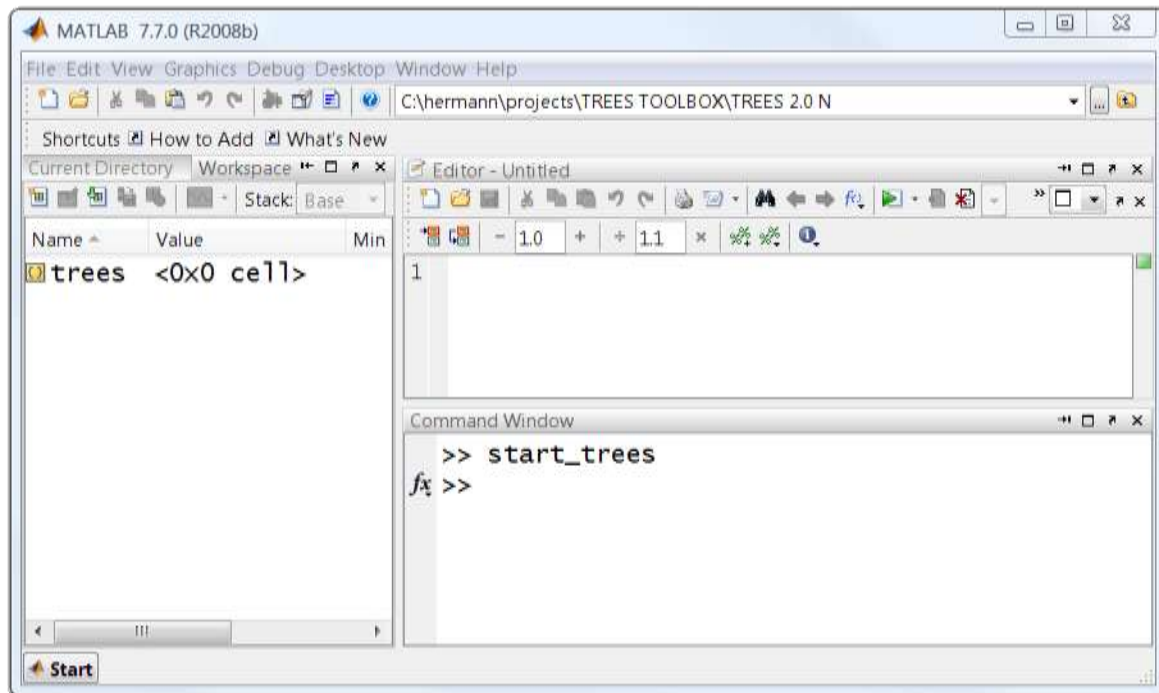 MATLAB 7.7.0 (R2008b)
File Edit View Graphics Debug Desktop Window Help
C:\hermann\projects\TREES TOOLBOX\TREES 2.0 N
Shortcuts How to Add What's New
Current Directory Workspace
Stack: Base
Name Value Min
trees <0x0 cell>
Editor - Untitled
- 1.0 + ÷ 1.1 ×
1
Command Window
>> start_trees
fx >>
Start